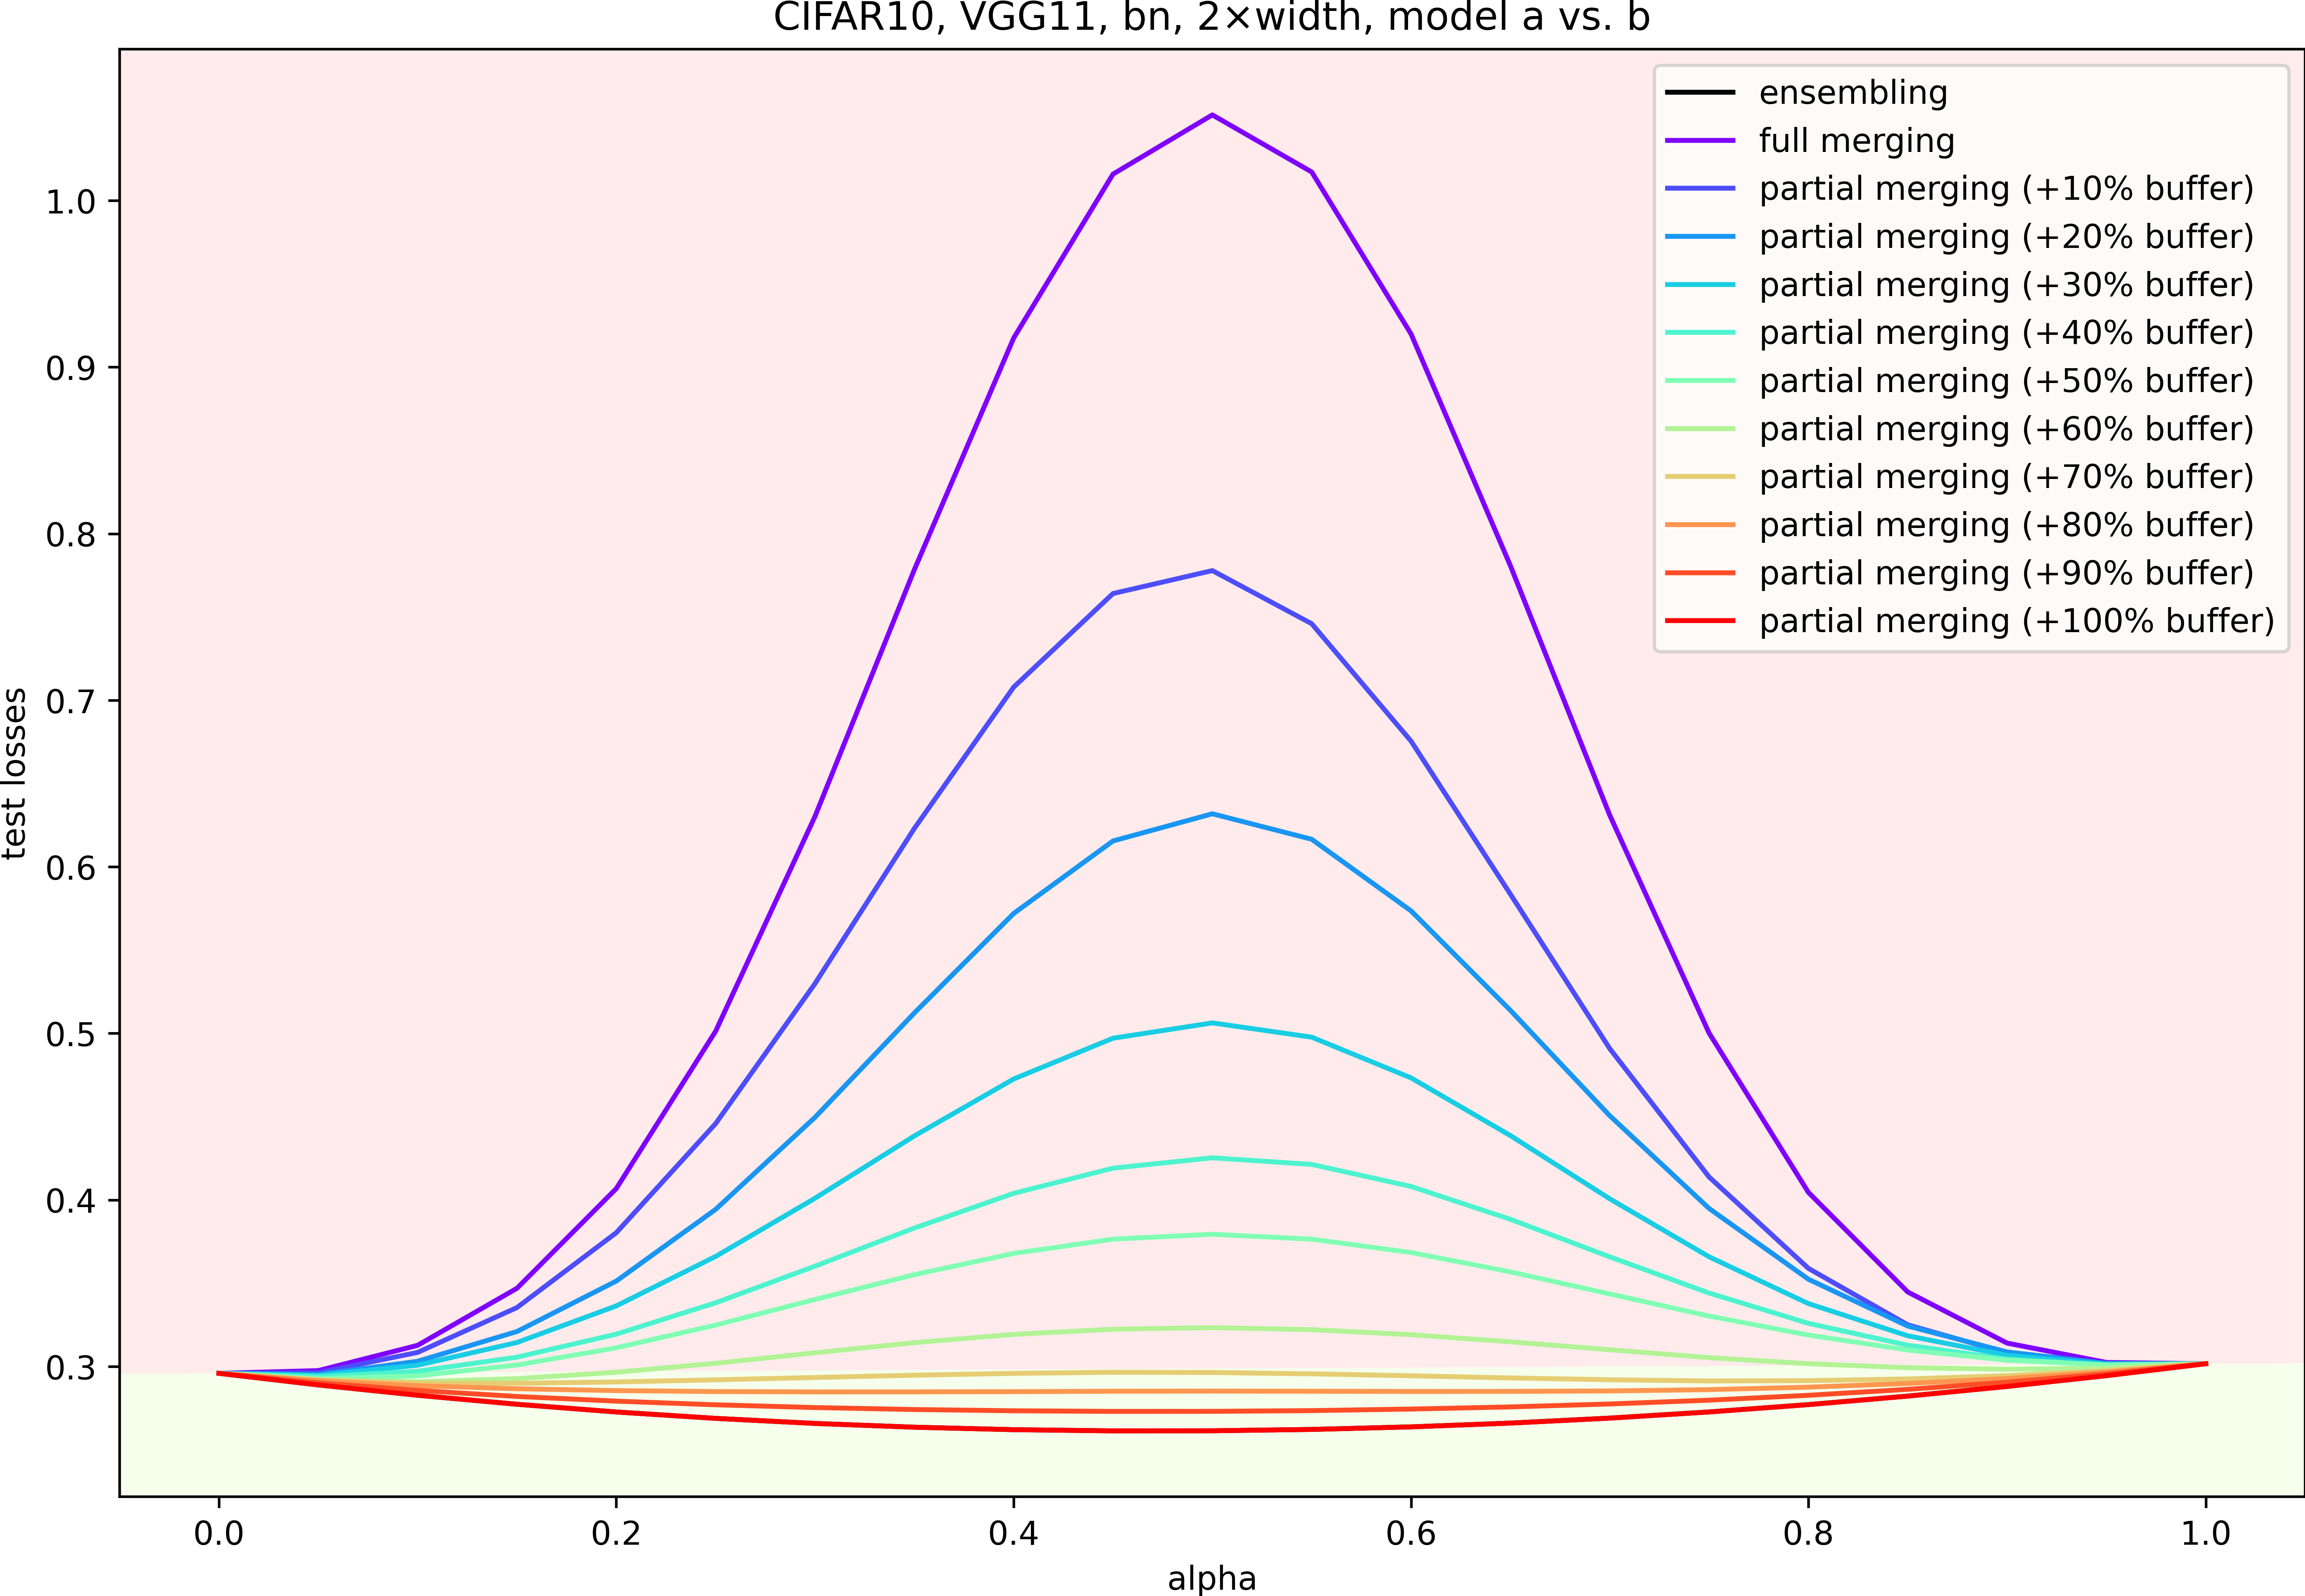 CIFAR10, VGG11, bn, 2×width, model a vs. b
ensembling
full merging
partial merging (+10% buffer)
partial merging (+20% buffer)
partial merging (+30% buffer)
partial merging (+40% buffer)
partial merging (+50% buffer)
partial merging (+60% buffer)
partial merging (+70% buffer)
partial merging (+80% buffer)
partial merging (+90% buffer)
partial merging (+100% buffer)
test losses
1.0
0.9
0.8
0.7
0.6
0.5
0.4
0.3
0.0 0.2 0.4 0.6 0.8 1.0
alpha